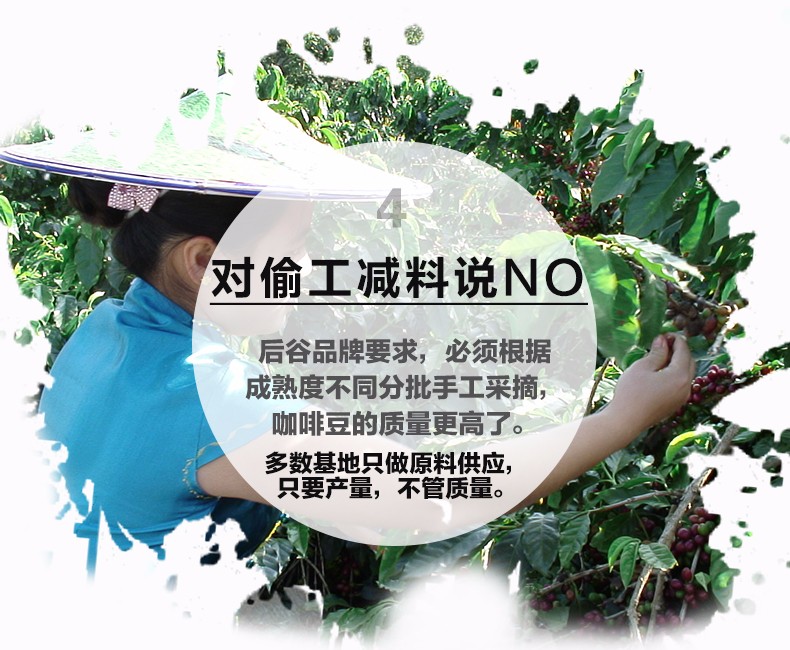 4
对偷工减料说NO
后谷品牌要求，必须根据
成熟度不同分批手工采摘，
咖啡豆的质量更高了。
多数基地只做原料供应，
只要产量，不管质量。